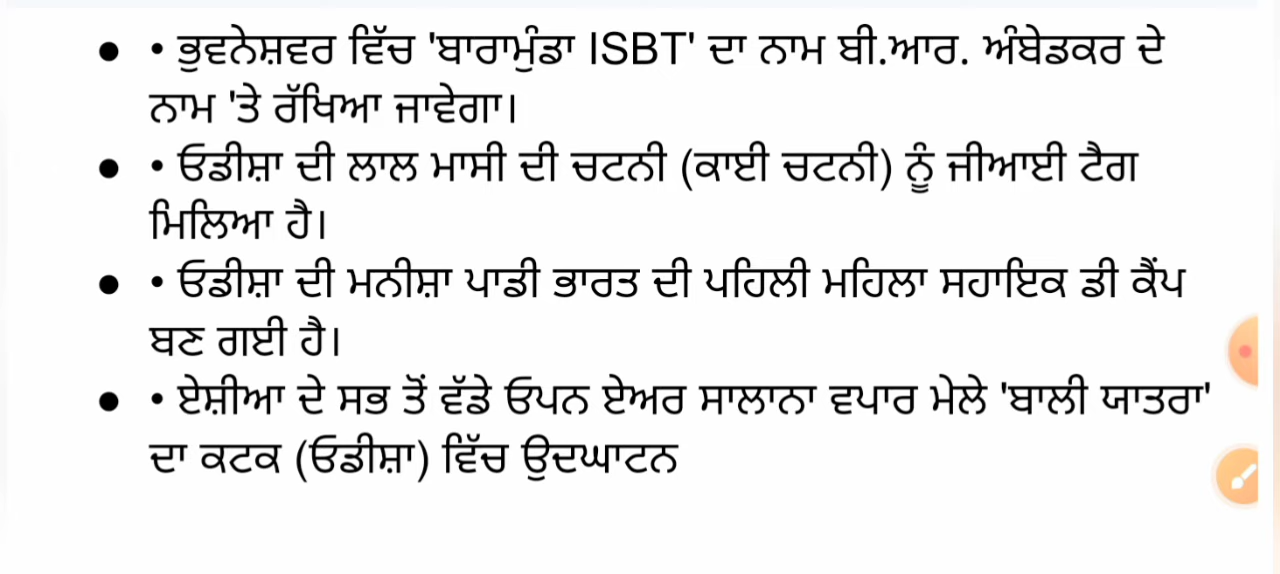 • • ਭੁਵਨੇਸ਼ਵਰ ਵਿੱਚ 'ਬਾਰਾਮੁੰਡਾ ISBT' ਦਾ ਨਾਮ ਬੀ.ਆਰ. ਅੰਬੇਡਕਰ ਦੇ
ਨਾਮ 'ਤੇ ਰੱਖਿਆ ਜਾਵੇਗਾ।
• • ਓਡੀਸ਼ਾ ਦੀ ਲਾਲ ਮਾਸੀ ਦੀ ਚਟਨੀ (ਕਾਈ ਚਟਨੀ) ਨੂੰ ਜੀਆਈ ਟੈਗ
ਮਿਲਿਆ ਹੈ।
• • ਓਡੀਸ਼ਾ ਦੀ ਮਨੀਸ਼ਾ ਪਾਡੀ ਭਾਰਤ ਦੀ ਪਹਿਲੀ ਮਹਿਲਾ ਸਹਾਇਕ ਡੀ ਕੈਂਪ
ਬਣ ਗਈ ਹੈ।
• • ਏਸ਼ੀਆ ਦੇ ਸਭ ਤੋਂ ਵੱਡੇ ਓਪਨ ਏਅਰ ਸਾਲਾਨਾ ਵਪਾਰ ਮੇਲੇ 'ਬਾਲੀ ਯਾਤਰਾ'
ਦਾ ਕਟਕ (ਓਡੀਸ਼ਾ) ਵਿੱਚ ਉਦਘਾਟਨ